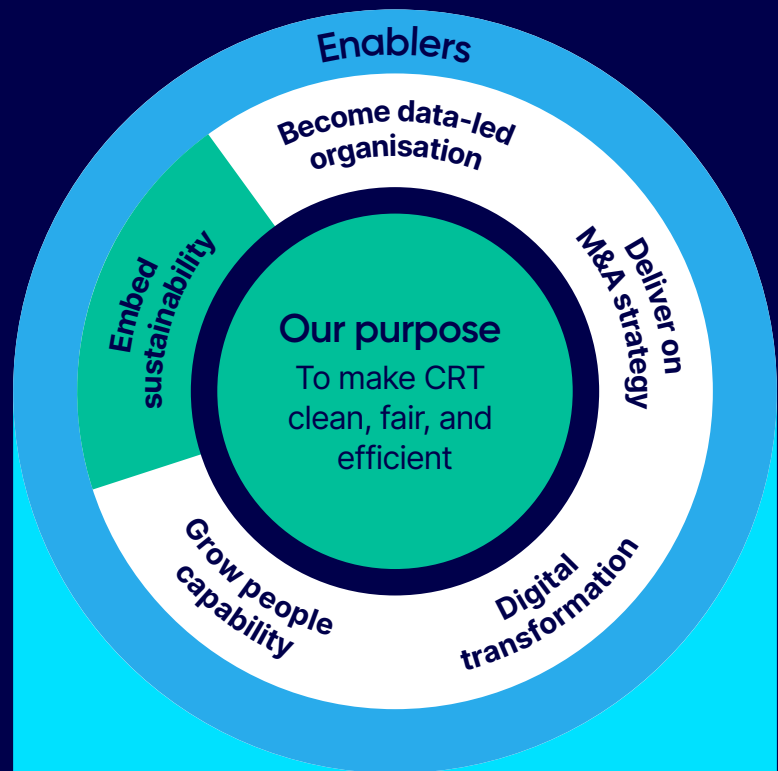 Enablers
Become data-led
organisation
Deliver on
M&A strategy
Digital
transformation
Grow people
capability
Embed
sustainability
Our purpose
To make CRT
clean, fair, and
efficient